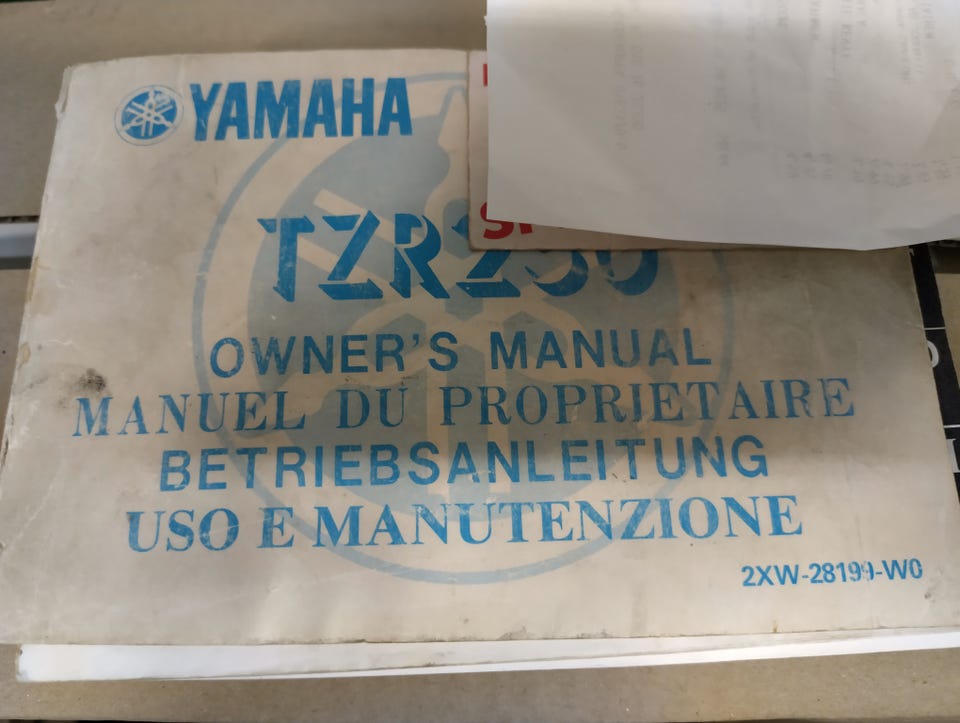 YAMAHA
TZR250
OWNER'S MANUAL
MANUEL DU PROPRIETAIRE
BETRIEBSANLEITUNG
USO E MANUTENZIONE
2XW-28199-W0